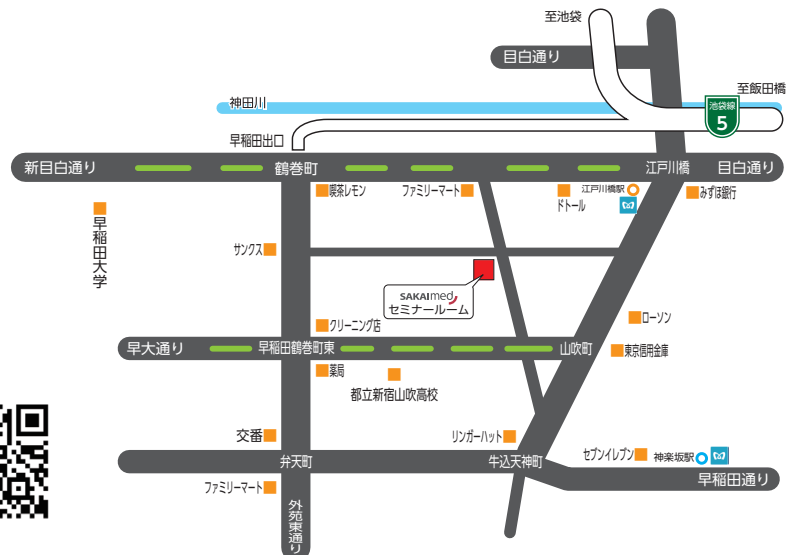 至池袋
目白通り
至飯田橋
神田川
池袋線
5
早稲田出口
新目白通り
鶴巻町
江戸川橋
目白通り
喫茶レモン
ファミリーマート
江戸川橋駅
みずほ銀行
ドトール
早稲田大学
サンクス
SAKAImed
セミナールーム
クリーニング店
ローソン
早大通り
早稲田鶴巻町東
山吹町
東京信用金庫
薬局
都立新宿山吹高校
交番
リンガーハット
弁天町
牛込天神町
セブンイレブン
神楽坂駅
早稲田通り
ファミリーマート
外苑東通り